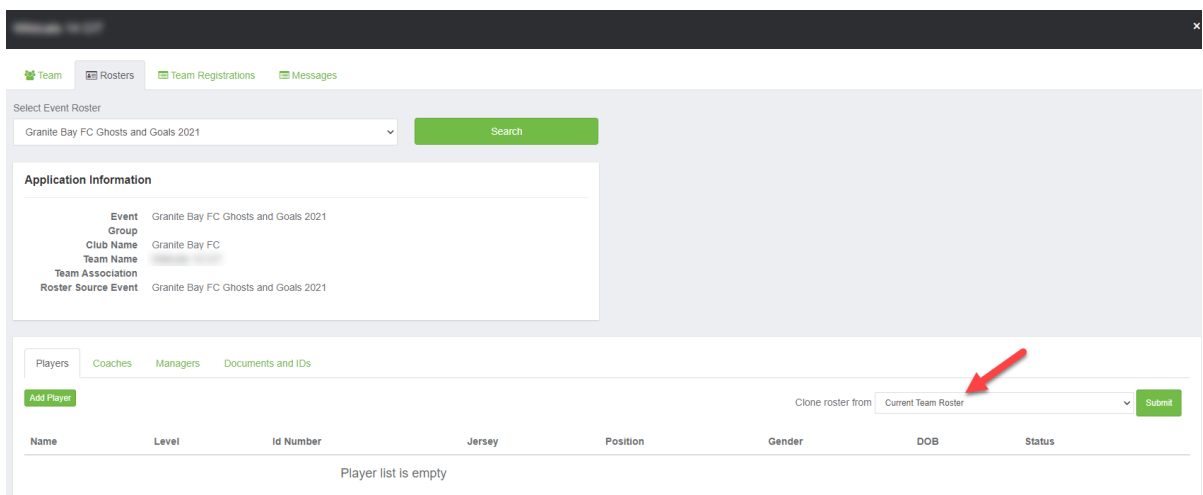 ×
Team Rosters Team Registrations Messages
Select Event Roster
Granite Bay FC Ghosts and Goals 2021 Search
Application Information
Event Granite Bay FC Ghosts and Goals 2021
Group
Club Name Granite Bay FC
Team Name
Team Association
Roster Source Event Granite Bay FC Ghosts and Goals 2021
Players Coaches Managers Documents and IDs
Add Player Clone roster from Current Team Roster Submit
Name Level Id Number Jersey Position Gender DOB Status
Player list is empty